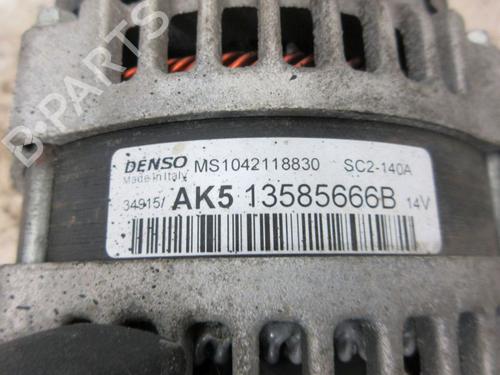 DENSO MS1042118830 SC2-140A
Made in Italy
34915/ AK5 13585666B 14V
B-PARTS